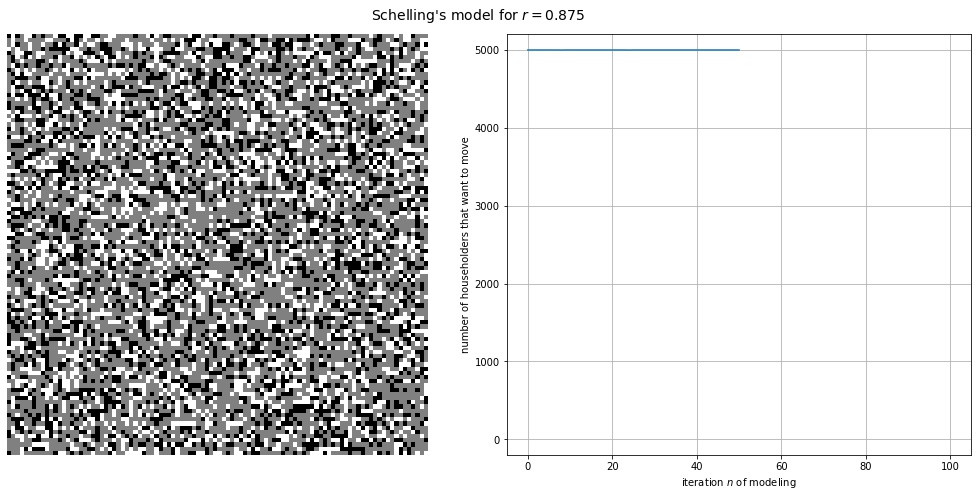 Schelling's model for r = 0.875
number of householders that want to move
5000
4000
3000
2000
1000
0
0 20 40 60 80 100
iteration n of modeling